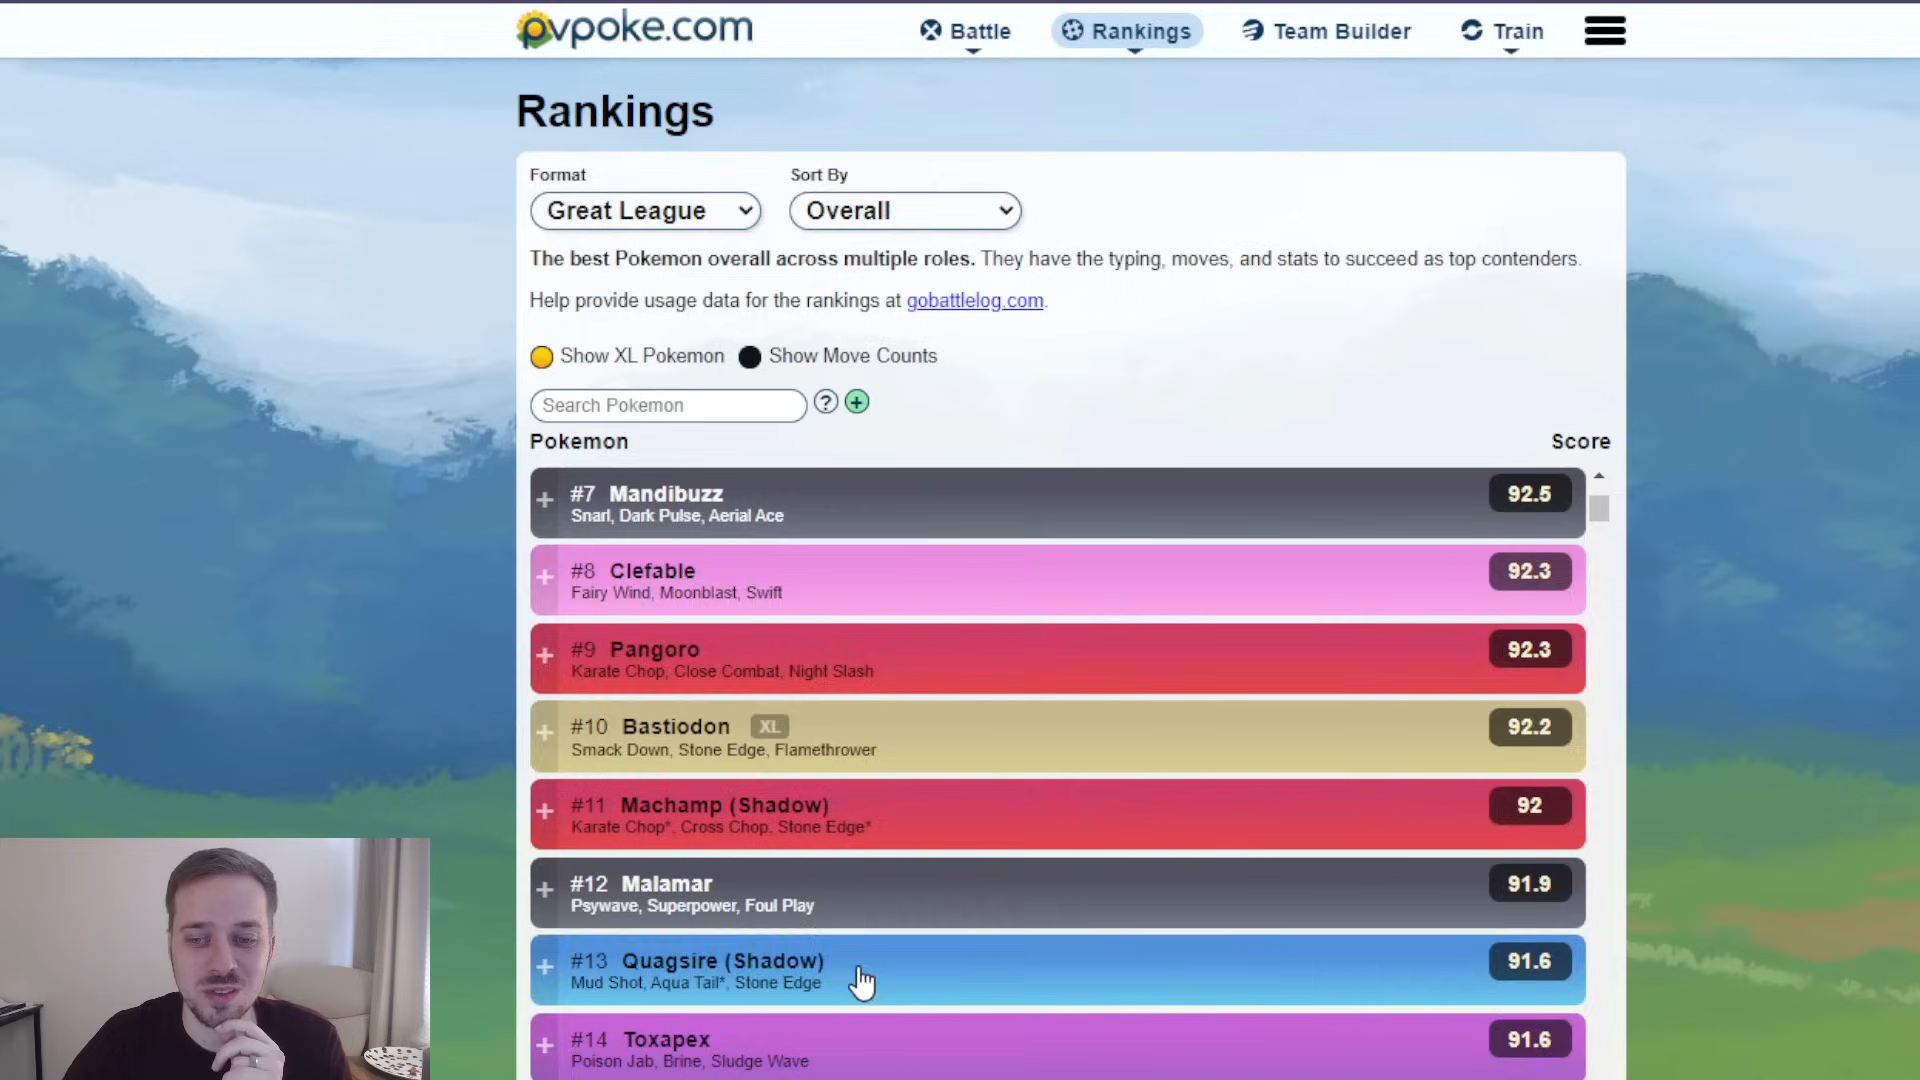 pvpoke.com
Battle
Rankings
Team Builder
Train
Rankings
Format
Sort By
Great League
Overall
The best Pokemon overall across multiple roles. They have the typing, moves, and stats to succeed as top contenders.
Help provide usage data for the rankings at gobattlelog.com.
Show XL Pokemon
Show Move Counts
Search Pokemon
?
+
Pokemon
Score
+ #7 Mandibuzz
92.5
Snarl, Dark Pulse, Aerial Ace
+ #8 Clefable
92.3
Fairy Wind, Moonblast, Swift
+ #9 Pangoro
92.3
Karate Chop, Close Combat, Night Slash
+ #10 Bastiodon XL
92.2
Smack Down, Stone Edge, Flamethrower
+ #11 Machamp (Shadow)
92
Karate Chop*, Cross Chop, Stone Edge*
+ #12 Malamar
91.9
Psywave, Superpower, Foul Play
+ #13 Quagsire (Shadow)
91.6
Mud Shot, Aqua Tail*, Stone Edge
+ #14 Toxapex
91.6
Poison Jab, Brine, Sludge Wave